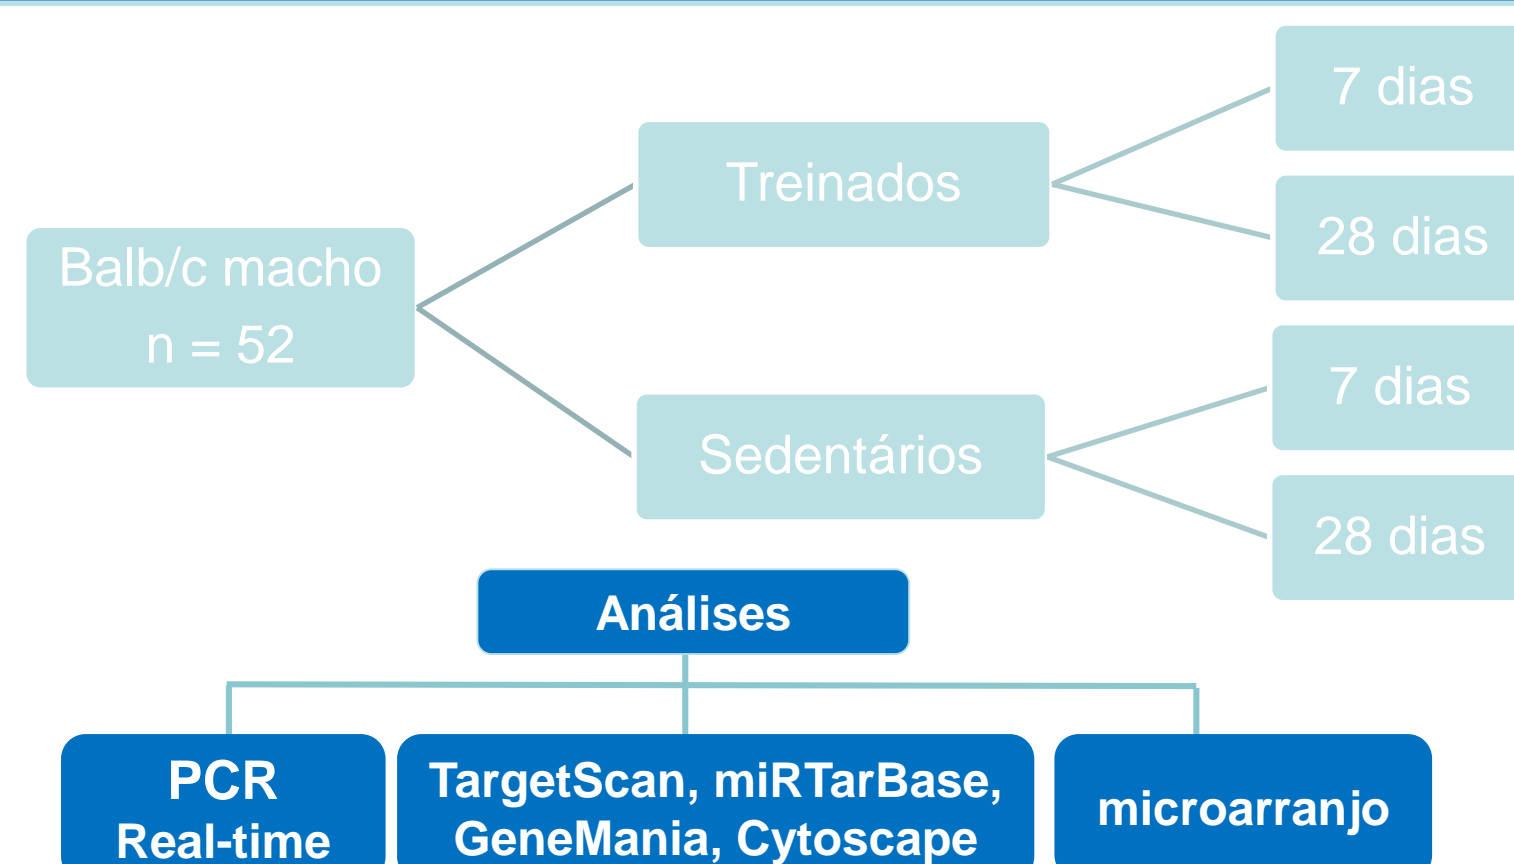 Balb/c macho
n = 52
Treinados
7 dias
28 dias
Sedentários
7 dias
28 dias
Análises
PCR
Real-time
TargetScan, miRTarBase,
GeneMania, Cytoscape
microarranjo